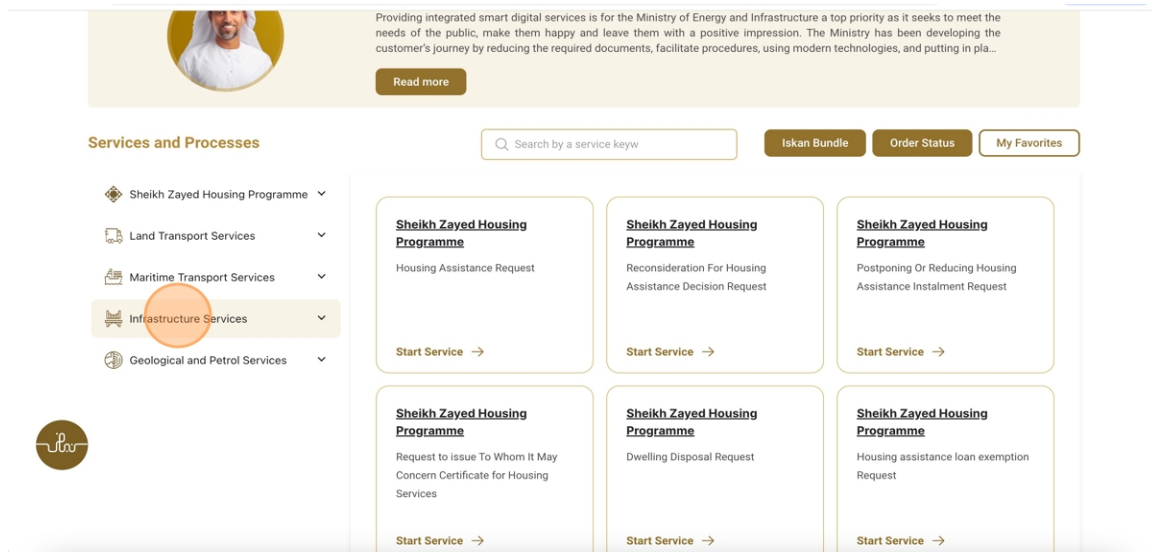 Providing integrated smart digital services is for the Ministry of Energy and Infrastructure a top priority as it seeks to meet the
needs of the public, make them happy and leave them with a positive impression. The Ministry has been developing the
customer's journey by reducing the required documents, facilitate procedures, using modern technologies, and putting in pla...
Read more
Services and Processes
Search by a service keyw
Iskan Bundle
Order Status
My Favorites
Sheikh Zayed Housing Programme
Land Transport Services
Maritime Transport Services
Infrastructure Services
Geological and Petrol Services
Sheikh Zayed Housing
Programme
Housing Assistance Request
Start Service
Sheikh Zayed Housing
Programme
Reconsideration For Housing
Assistance Decision Request
Start Service
Sheikh Zayed Housing
Programme
Postponing Or Reducing Housing
Assistance Instalment Request
Start Service
Sheikh Zayed Housing
Programme
Request to issue To Whom It May
Concern Certificate for Housing
Services
Start Service
Sheikh Zayed Housing
Programme
Dwelling Disposal Request
Start Service
Sheikh Zayed Housing
Programme
Housing assistance loan exemption
Request
Start Service